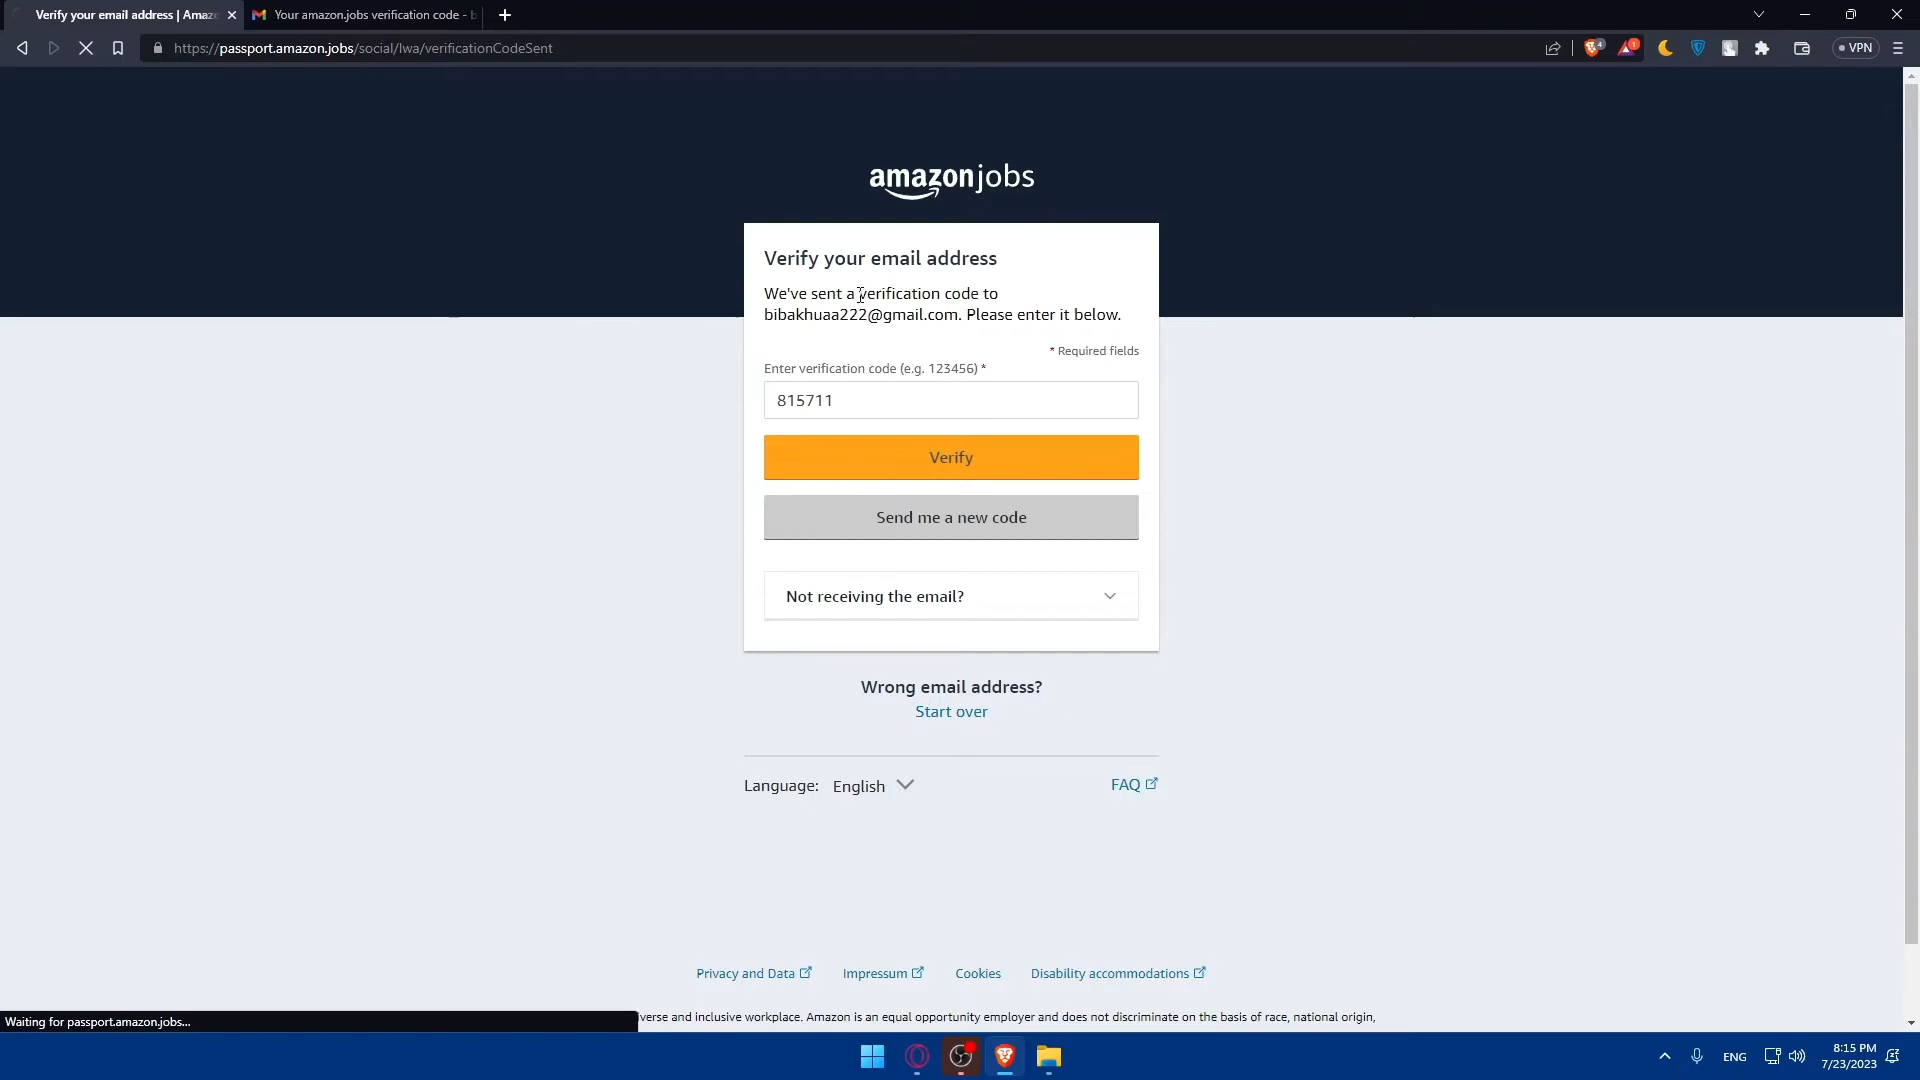 Verify your email address | Amaz
Your amazon.jobs verification code - b
https://passport.amazon.jobs/social/lwa/verificationCodeSent
4
1
VPN
amazonjobs
Verify your email address
We've sent a verification code to
bibakhuaa222@gmail.com. Please enter it below.
* Required fields
Enter verification code (e.g. 123456) *
815711
Verify
Send me a new code
Not receiving the email?
Wrong email address?
Start over
Language: English
FAQ
Privacy and Data
Impressum
Cookies
Disability accommodations
Waiting for passport.amazon.jobs...
verse and inclusive workplace. Amazon is an equal opportunity employer and does not discriminate on the basis of race, national origin,
ENG
8:15 PM
7/23/2023